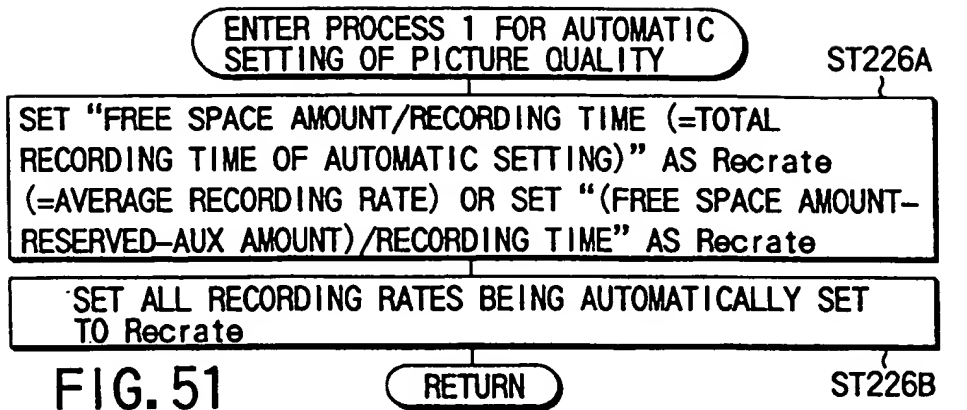 ENTER PROCESS 1 FOR AUTOMATIC
SETTING OF PICTURE QUALITY
ST226A
SET "FREE SPACE AMOUNT/RECORDING TIME (=TOTAL
RECORDING TIME OF AUTOMATIC SETTING)" AS Recrate
(=AVERAGE RECORDING RATE) OR SET "(FREE SPACE AMOUNT-
RESERVED-AUX AMOUNT)/RECORDING TIME" AS Recrate
SET ALL RECORDING RATES BEING AUTOMATICALLY SET
TO Recrate
FIG. 51
RETURN
ST226B